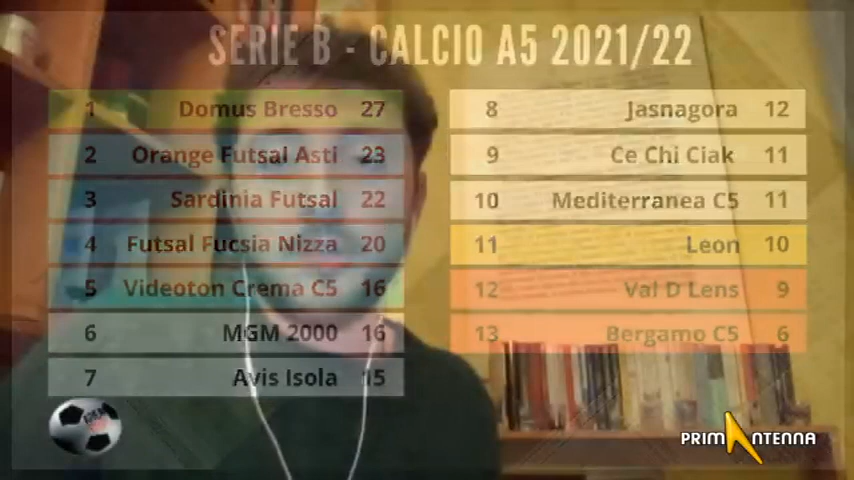 SERIE B - CALCIO A5 2021/22
1 Domus Bresso 27
2 Orange Futsal Asti 23
3 Sardinia Futsal 22
4 Futsal Fucsia Nizza 20
5 Videoton Crema C5 16
6 MGM 2000 16
7 Avis Isola 15
8 Jasnagora 12
9 Ce Chi Ciak 11
10 Mediterranea C5 11
11 Leon 10
12 Val D Lens 9
13 Bergamo C5 6
PRIMANTENNA